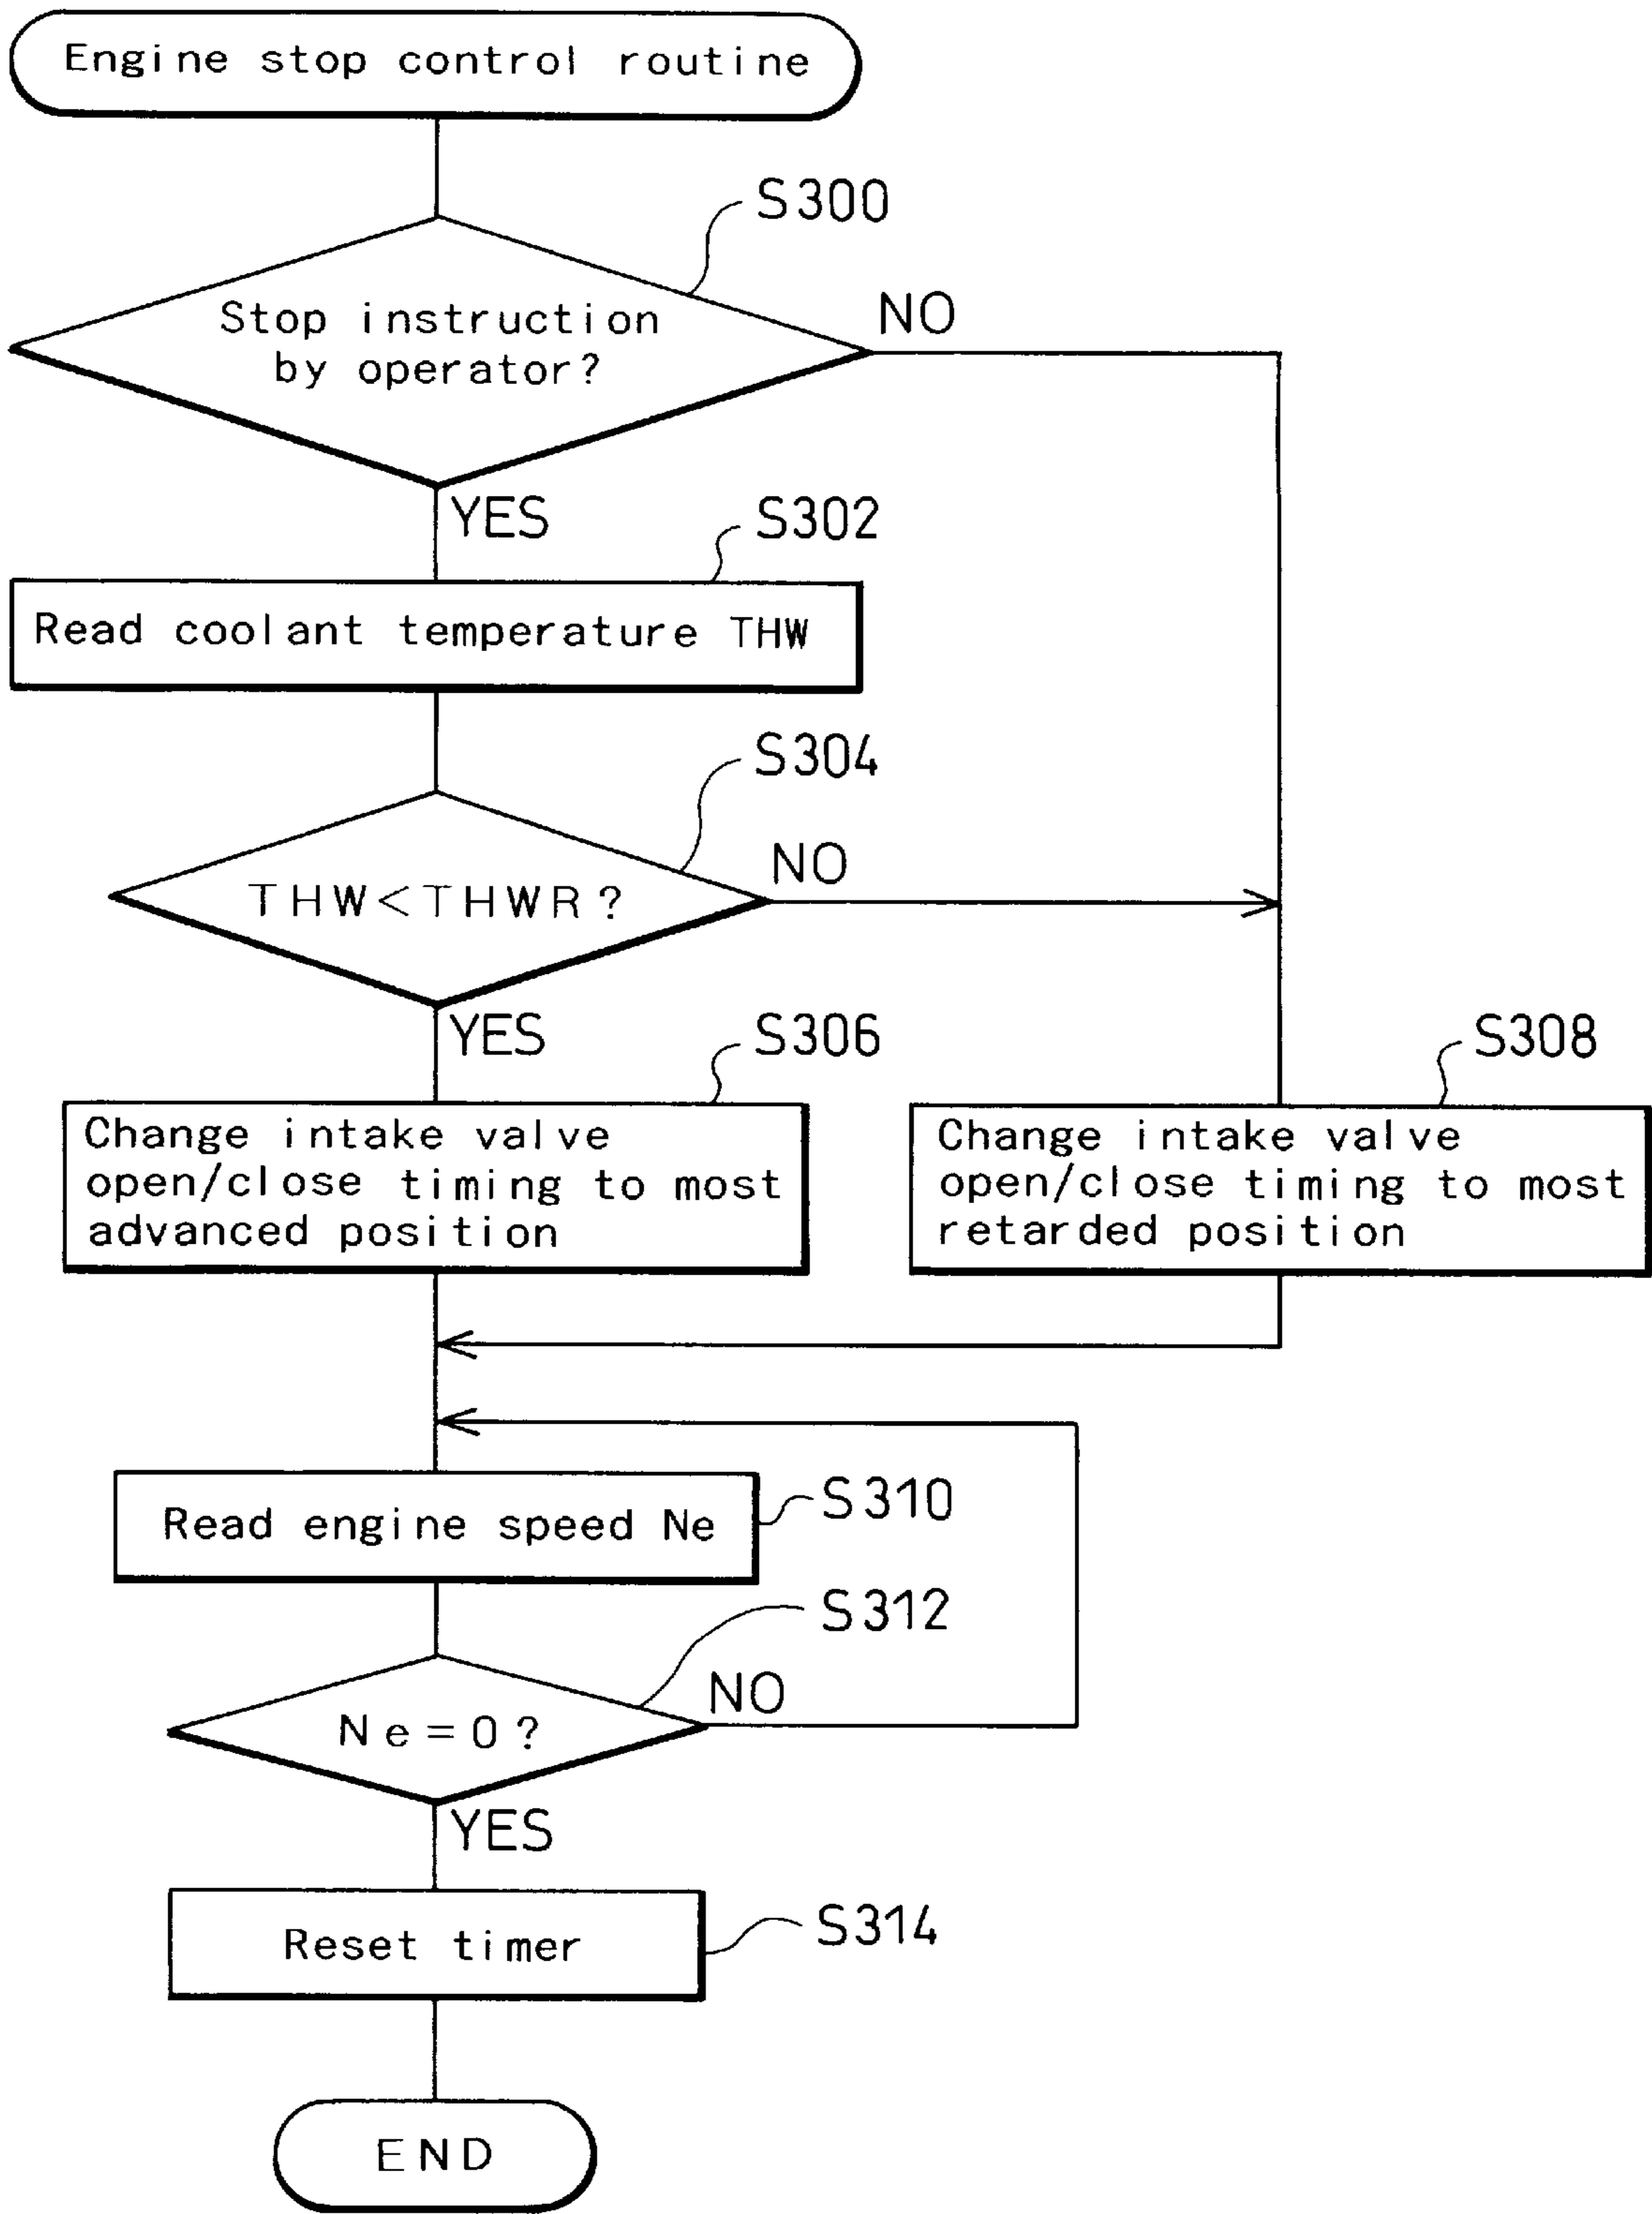 Engine stop control routine
S300
Stop instruction
by operator?
NO
YES
S302
Read coolant temperature THW
S304
THW<THWR?
NO
YES
S306
Change intake valve
open/close timing to most
advanced position
S308
Change intake valve
open/close timing to most
retarded position
S310
Read engine speed Ne
S312
Ne=0?
NO
YES
S314
Reset timer
END